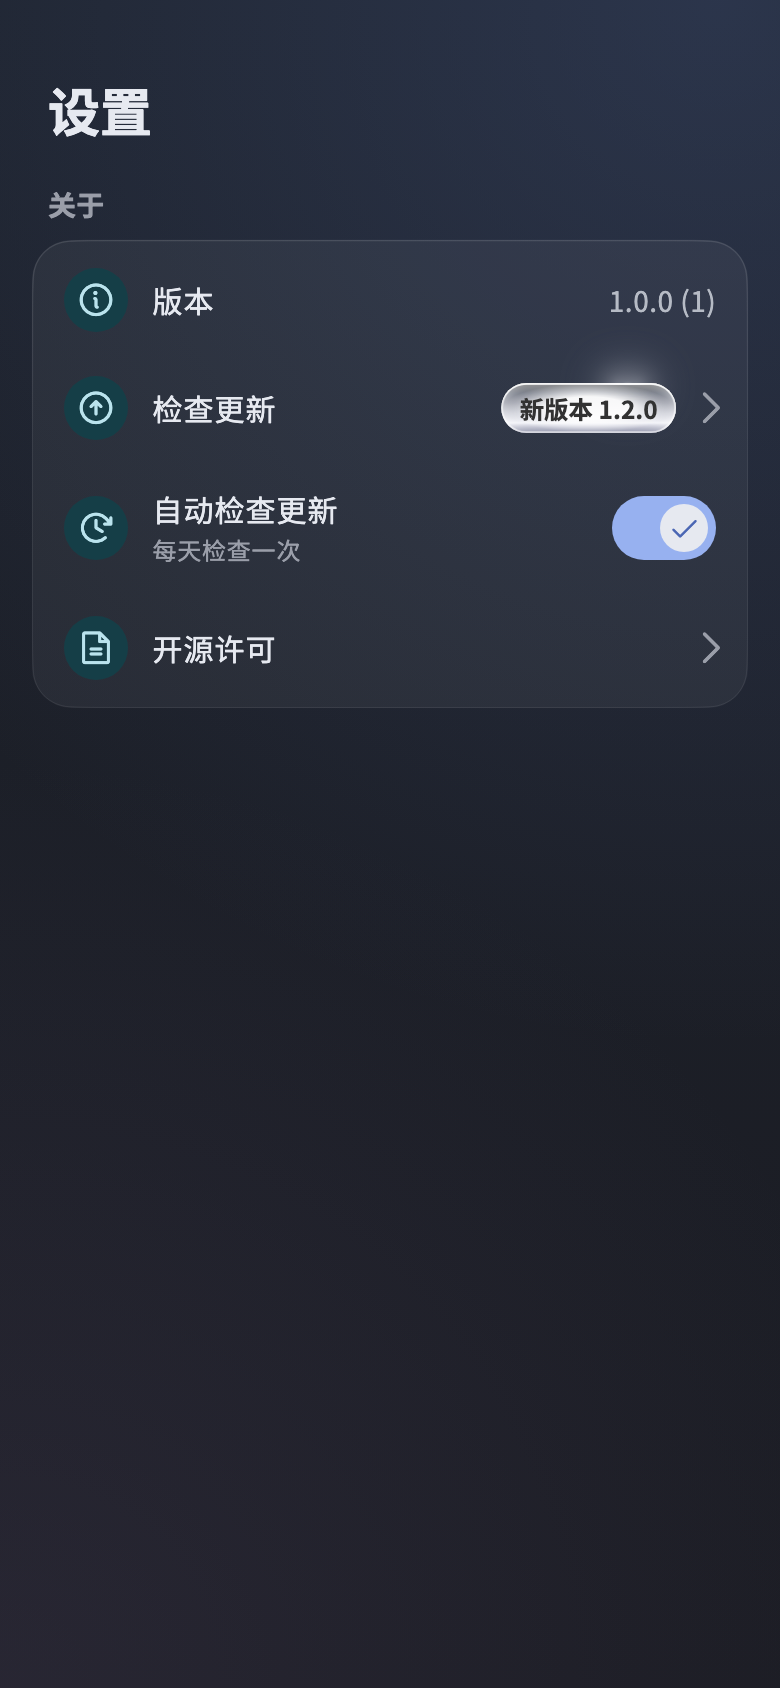 设置
关于
版本 1.0.0 (1)
检查更新 新版本 1.2.0
自动检查更新
每天检查一次
开源许可